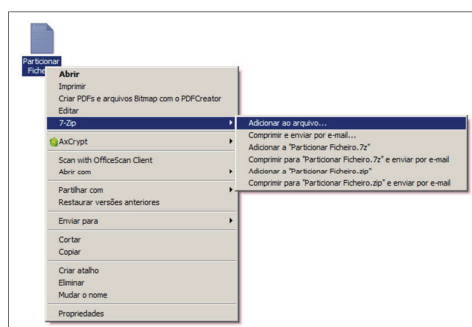 Particionar
Fiche
Abrir
Imprimir
Criar PDFs e arquivos Bitmap com o PDFCreator
Editar
7-Zip
AxCrypt
Scan with OfficeScan Client
Abrir com
Partilhar com
Restaurar versões anteriores
Enviar para
Cortar
Copiar
Criar atalho
Eliminar
Mudar o nome
Propriedades
Adicionar ao arquivo...
Comprimir e enviar por e-mail...
Adicionar a "Particionar Ficheiro.7z"
Comprimir para "Particionar Ficheiro.7z" e enviar por e-mail
Adicionar a "Particionar Ficheiro.zip"
Comprimir para "Particionar Ficheiro.zip" e enviar por e-mail